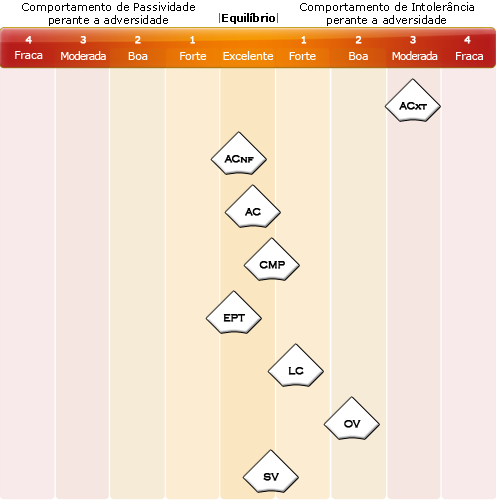 Comportamento de Passividade
perante a adversidade
|Equilíbrio|
Comportamento de Intolerância
perante a adversidade
4 3 2 1 1 2 3 4
Fraca Moderada Boa Forte Excelente Forte Boa Moderada Fraca
ACXT
ACNF
AC
CMP
EPT
LC
OV
SV